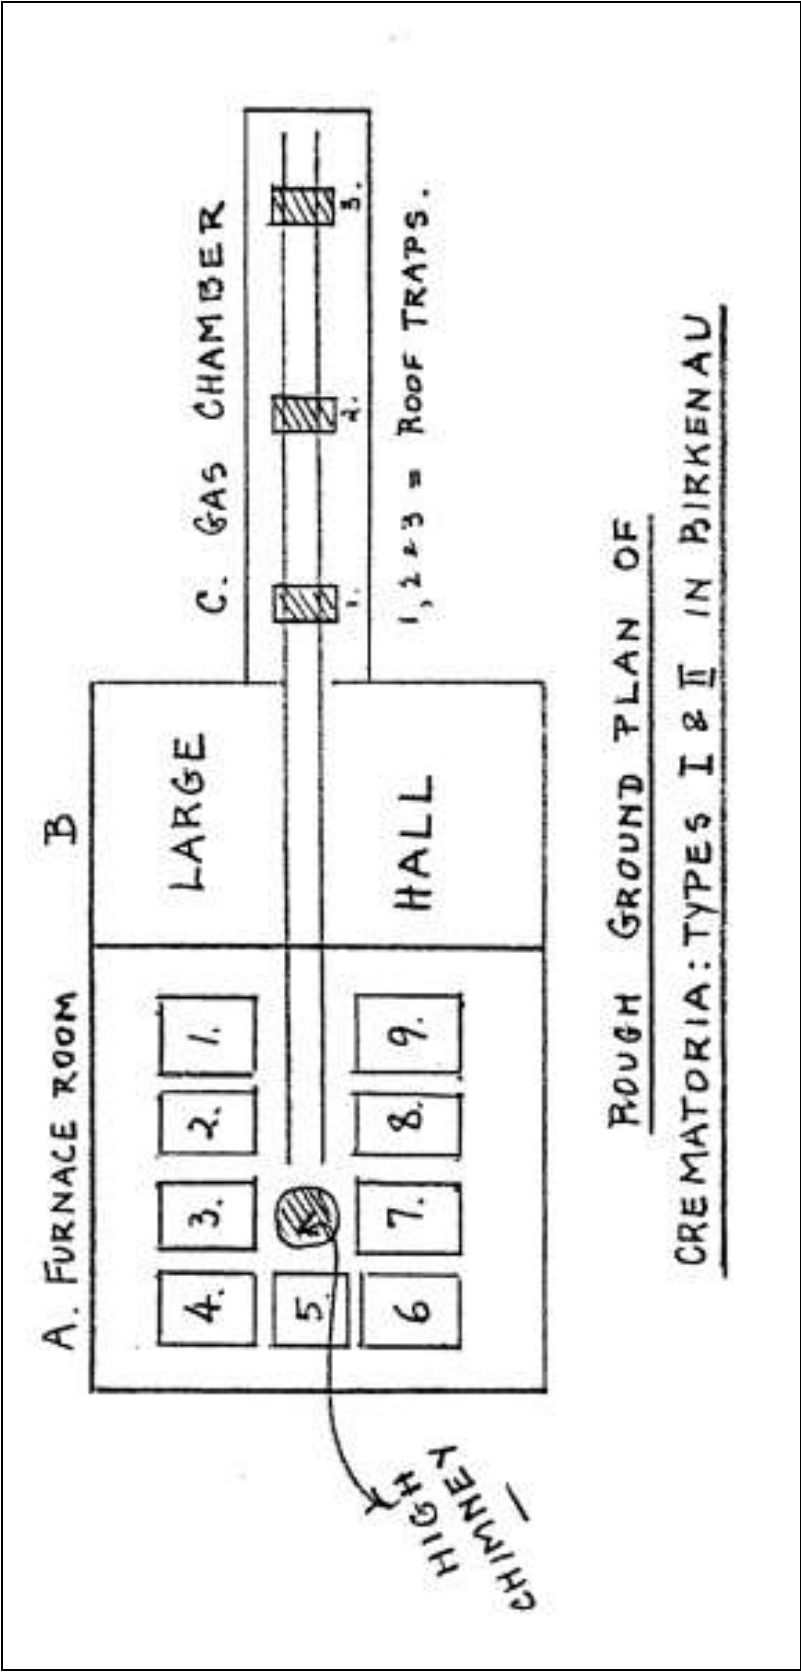 A. FURNACE ROOM
B
C. GAS CHAMBER
4.
3.
2.
1.
5.
6
7.
8.
9.
LARGE
HALL
1.
2.
3.
1, 2 & 3 = ROOF TRAPS.
HIGH
CHIMNEY
ROUGH GROUND PLAN OF
CREMATORIA: TYPES I & II IN BIRKENAU